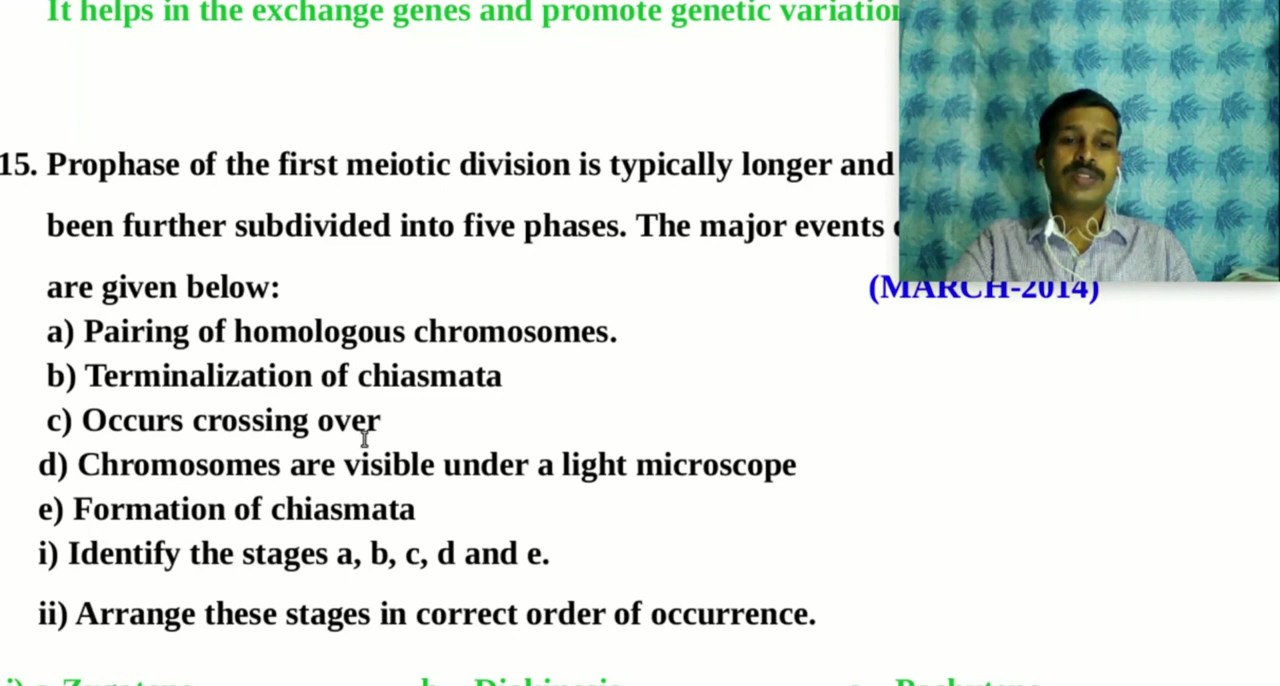 It helps in the exchange genes and promote genetic variation
15. Prophase of the first meiotic division is typically longer and
been further subdivided into five phases. The major events
are given below: (MARCH-2014)
a) Pairing of homologous chromosomes.
b) Terminalization of chiasmata
c) Occurs crossing over
d) Chromosomes are visible under a light microscope
e) Formation of chiasmata
i) Identify the stages a, b, c, d and e.
ii) Arrange these stages in correct order of occurrence.